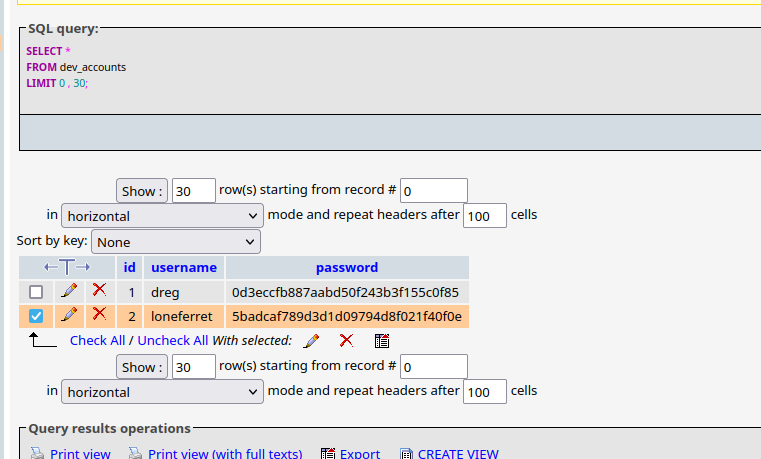 SQL query:
SELECT *
FROM dev_accounts
LIMIT 0 , 30;
Show : 30 row(s) starting from record # 0
in horizontal mode and repeat headers after 100 cells
Sort by key: None
←T→ id username password
1 dreg 0d3eccfb887aabd50f243b3f155c0f85
2 loneferret 5badcaf789d3d1d09794d8f021f40f0e
Check All / Uncheck All With selected:
Show : 30 row(s) starting from record # 0
in horizontal mode and repeat headers after 100 cells
Query results operations
Print view Print view (with full texts) Export CREATE VIEW